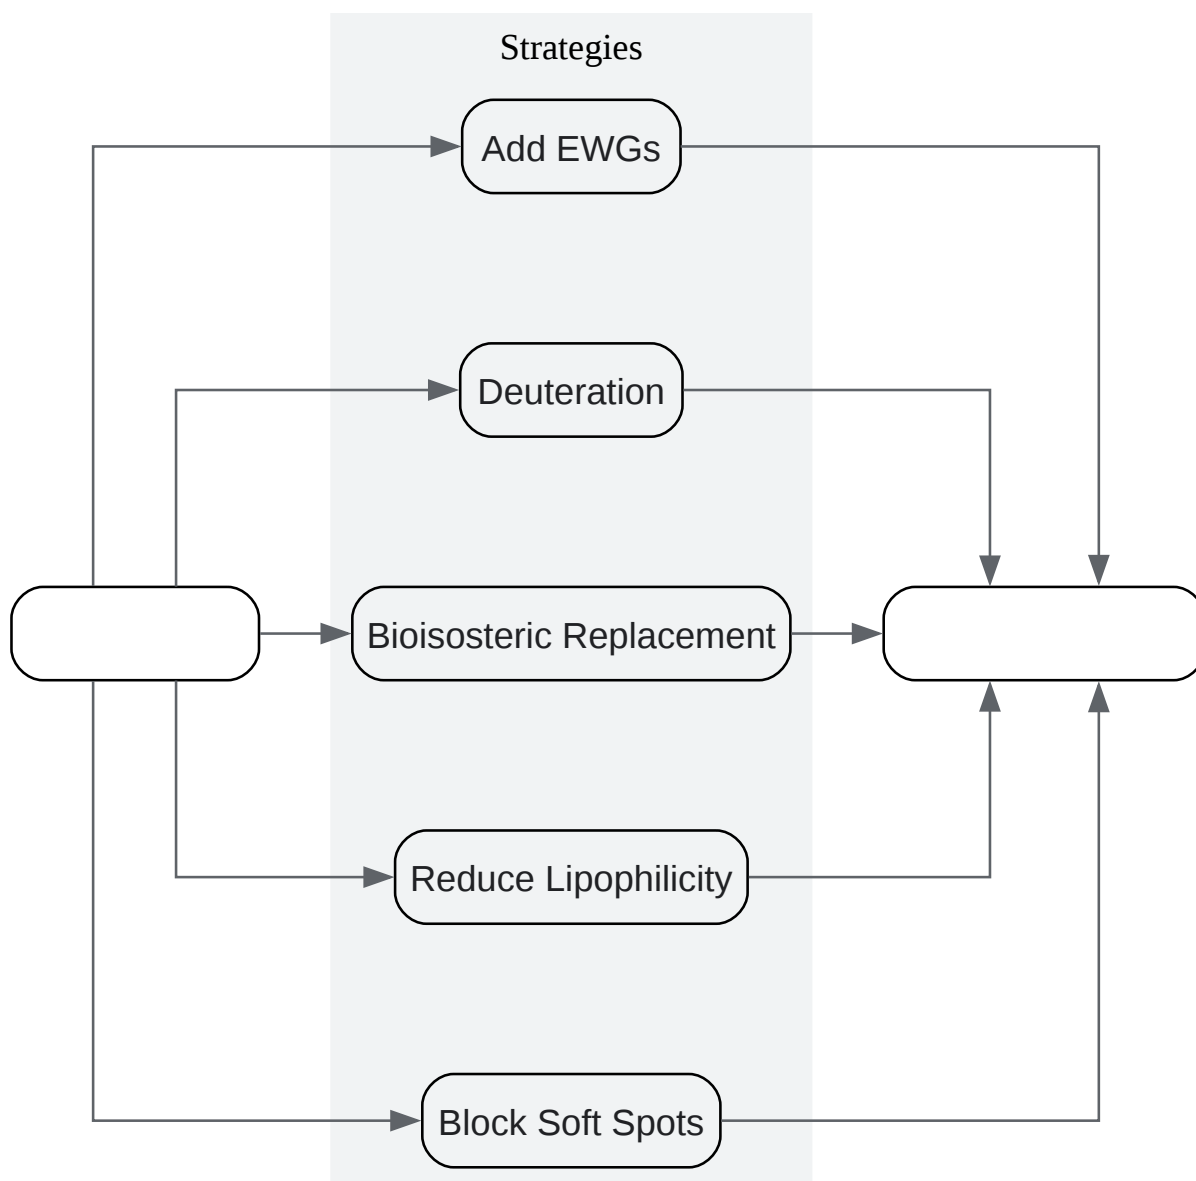 Strategies
Add EWGs
Deuteration
Bioisosteric Replacement
Reduce Lipophilicity
Block Soft Spots